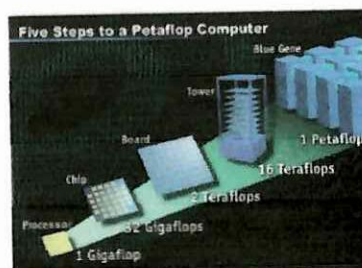 Five Steps to a Petaflop Computer
Blue Gene
Tower
1 Petaflop
Board
16 Teraflops
Chip
2 Teraflops
Processor
32 Gigaflops
1 Gigaflop